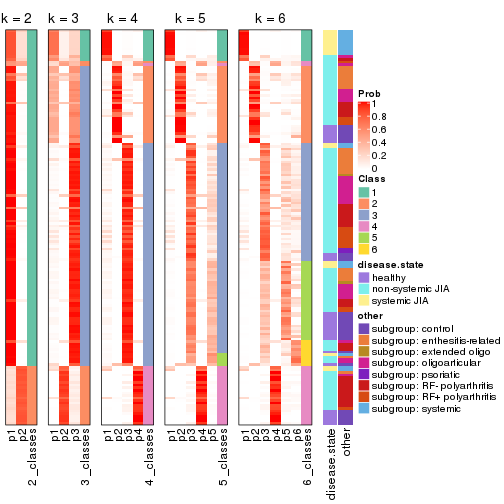 k = 2
k = 3
k = 4
k = 5
k = 6
Prob
1
0.8
0.6
0.4
0.2
0
Class
1
2
3
4
5
6
disease.state
healthy
non-systemic JIA
systemic JIA
other
subgroup: control
subgroup: enthesitis-related
subgroup: extended oligo
subgroup: oligoarticular
subgroup: psoriatic
subgroup: RF- polyarthritis
subgroup: RF+ polyarthritis
subgroup: systemic
p1
p2
2_classes
p1
p2
p3
3_classes
p1
p2
p3
p4
4_classes
p1
p2
p3
p4
p5
5_classes
p1
p2
p3
p4
p5
p6
6_classes
disease.state
other